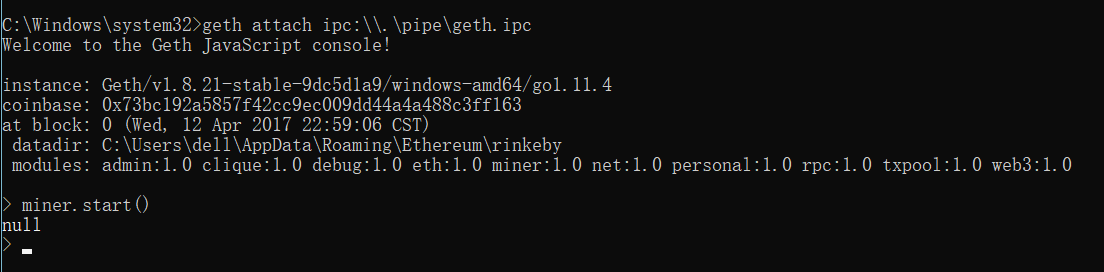 C:\Windows\system32>geth attach ipc:\\.\pipe\geth.ipc
Welcome to the Geth JavaScript console!
instance: Geth/v1.8.21-stable-9dc5d1a9/windows-amd64/go1.11.4
coinbase: 0x73bc192a5857f42cc9ec009dd44a4a488c3ff163
at block: 0 (Wed, 12 Apr 2017 22:59:06 CST)
datadir: C:\Users\dell\AppData\Roaming\Ethereum\rinkeby
modules: admin:1.0 clique:1.0 debug:1.0 eth:1.0 miner:1.0 net:1.0 personal:1.0 rpc:1.0 txpool:1.0 web3:1.0
> miner.start()
null
>